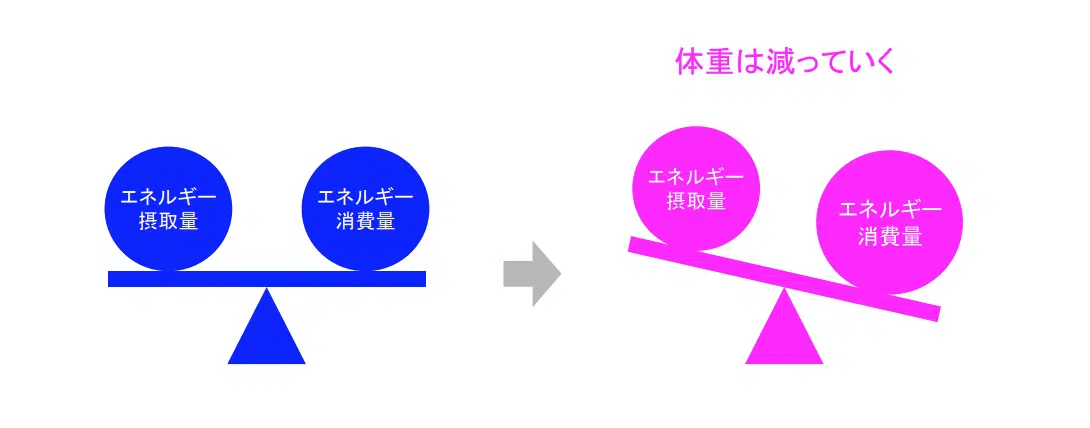 体重は減っていく
エネルギー
摂取量
エネルギー
消費量
エネルギー
摂取量
エネルギー
消費量